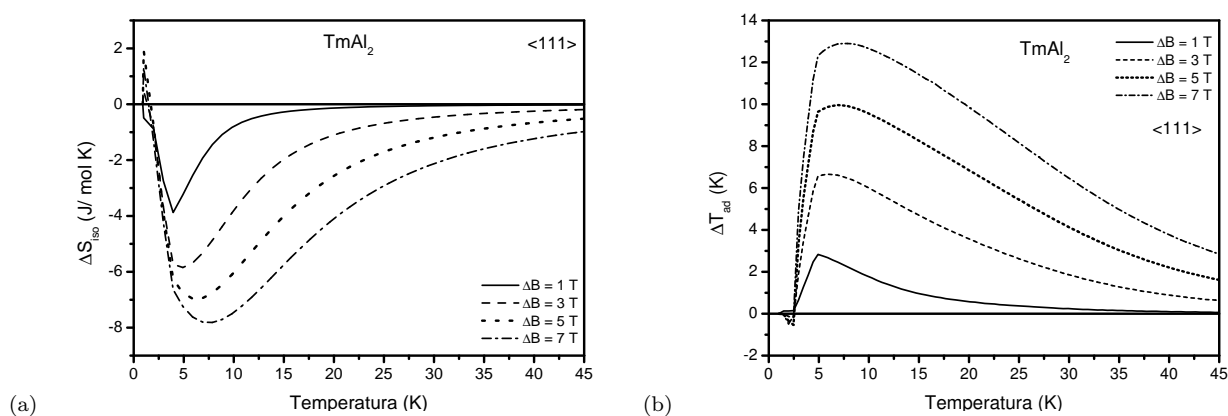 TmAl₂
<111>
2
0
-2
-4
-6
-8
ΔS_iso (J/ mol K)
ΔB = 1 T
ΔB = 3 T
ΔB = 5 T
ΔB = 7 T
0 5 10 15 20 25 30 35 40 45
Temperatura (K)
(a)
14
12
10
8
6
4
2
0
-2
ΔT_ad (K)
TmAl₂
ΔB = 1 T
ΔB = 3 T
ΔB = 5 T
ΔB = 7 T
<111>
0 5 10 15 20 25 30 35 40 45
Temperatura (K)
(b)